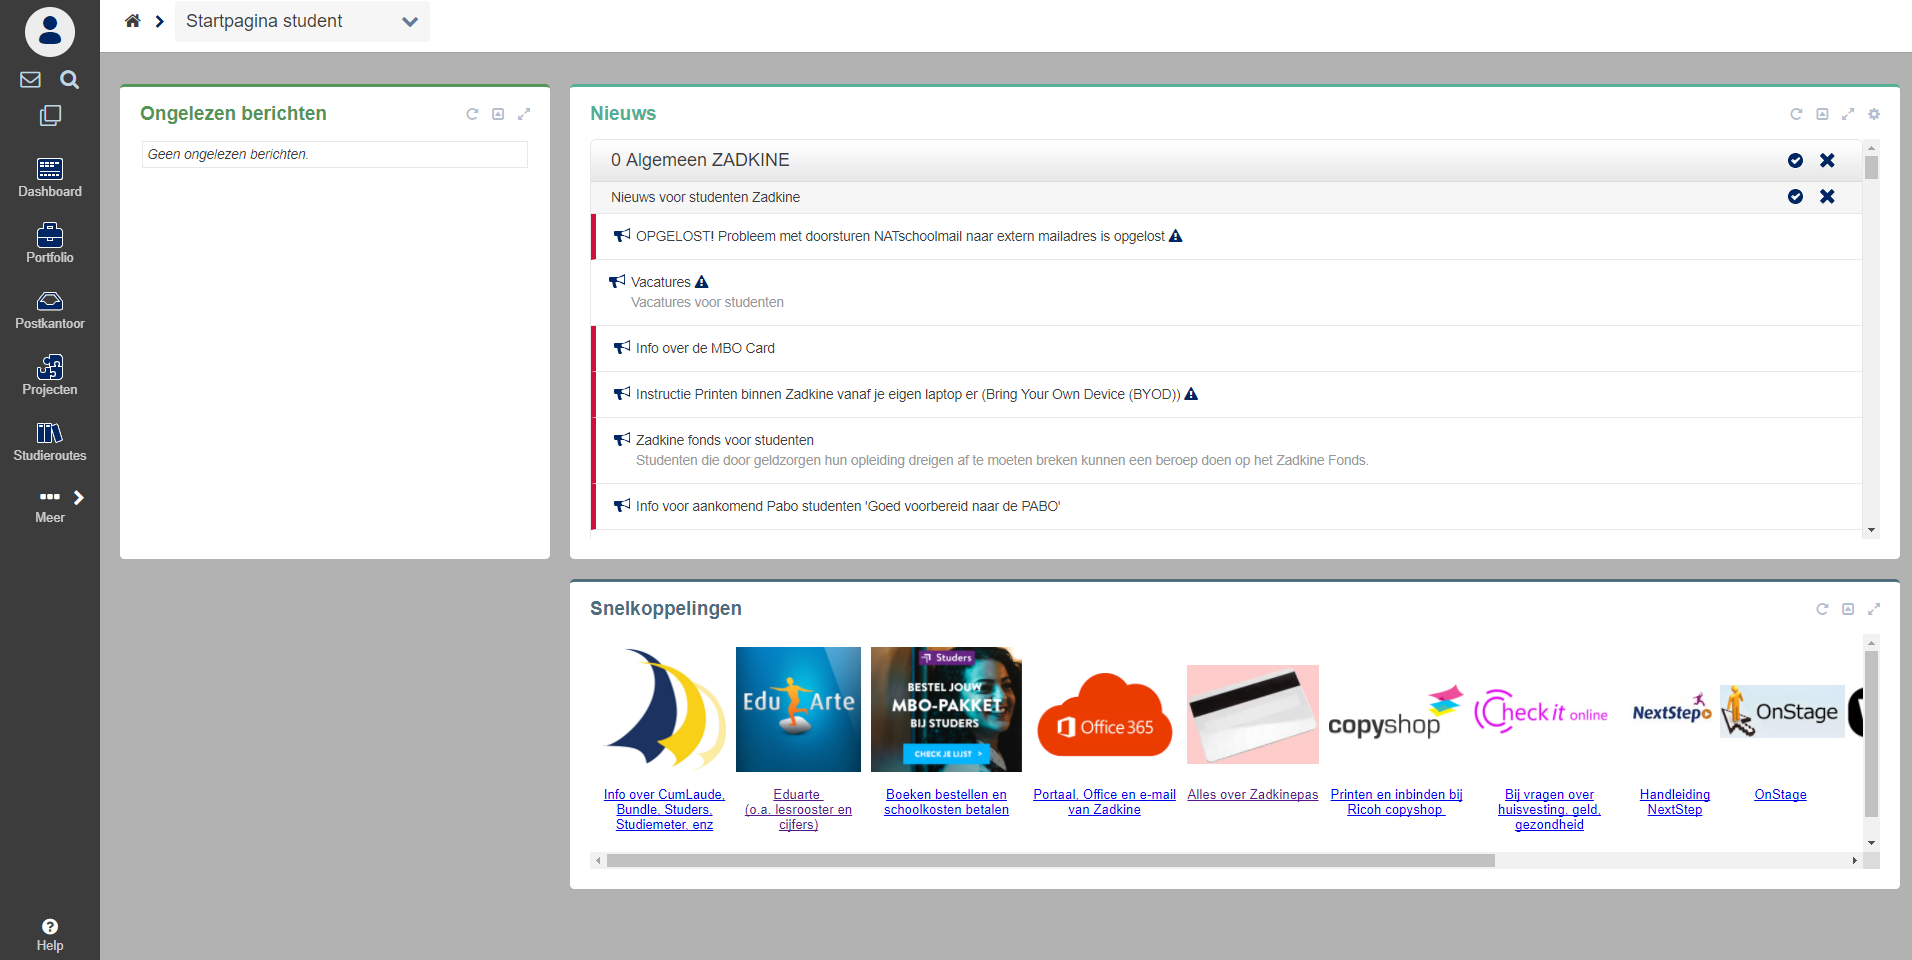 Startpagina student
Dashboard
Portfolio
Postkantoor
Projecten
Studieroutes
Meer
Help
Ongelezen berichten
Geen ongelezen berichten.
Nieuws
0 Algemeen ZADKINE
Nieuws voor studenten Zadkine
OPGELOST! Probleem met doorsturen NATschoolmail naar extern mailadres is opgelost
Vacatures
Vacatures voor studenten
Info over de MBO Card
Instructie Printen binnen Zadkine vanaf je eigen laptop er (Bring Your Own Device (BYOD))
Zadkine fonds voor studenten
Studenten die door geldzorgen hun opleiding dreigen af te moeten breken kunnen een beroep doen op het Zadkine Fonds.
Info voor aankomend Pabo studenten 'Goed voorbereid naar de PABO'
Snelkoppelingen
Info over CumLaude,
Bundle, Studers,
Studiemeter, enz
EduArte
Eduarte
(o.a. lesrooster en
cijfers)
Studers
BESTEL JOUW
MBO-PAKKET
BIJ STUDERS
CHECK JE LIJST >
Boeken bestellen en
schoolkosten betalen
Office 365
Portaal, Office en e-mail
van Zadkine
Alles over Zadkinepas
copyshop
Printen en inbinden bij
Ricoh copyshop
Check it online
Bij vragen over
huisvesting, geld,
gezondheid
NextStep
Handleiding
NextStep
OnStage
OnStage